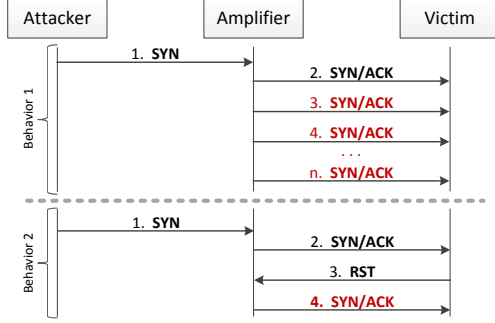 Attacker Amplifier Victim
Behavior 1
1. SYN
2. SYN/ACK
3. SYN/ACK
4. SYN/ACK
...
n. SYN/ACK
Behavior 2
1. SYN
2. SYN/ACK
3. RST
4. SYN/ACK